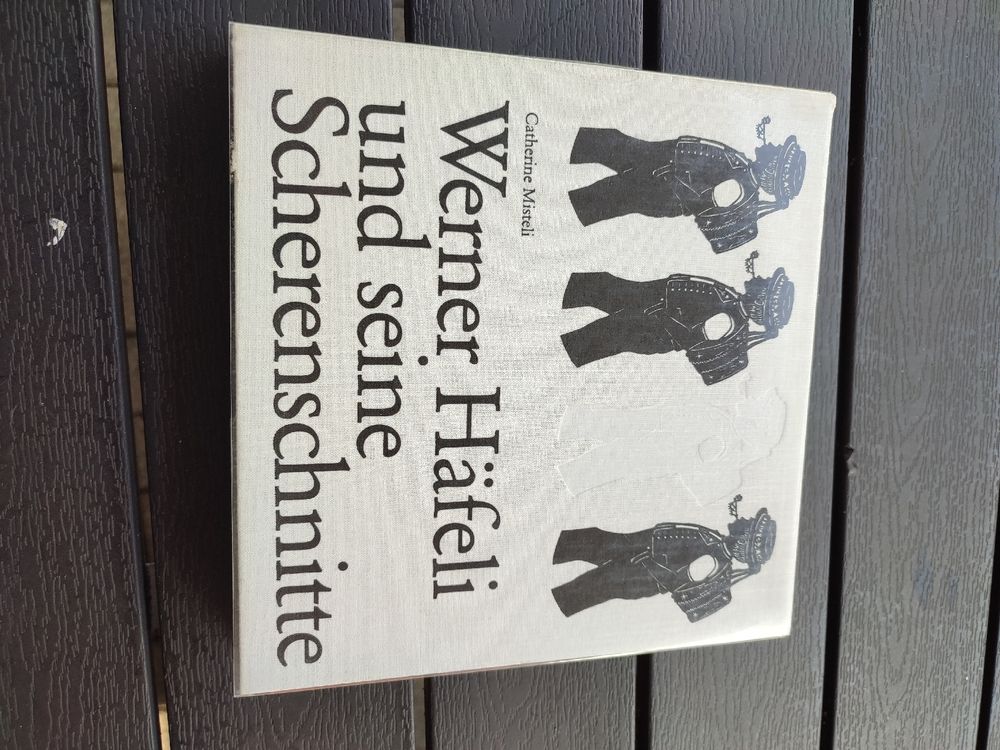 Catherine Misteli
Werner Häfeli
und seine
Scherenschnitte